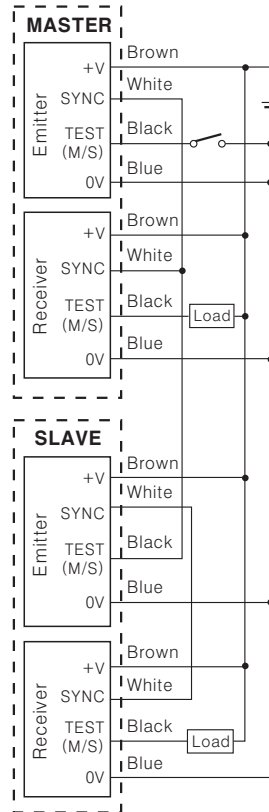 MASTER
Emitter
+V Brown
SYNC White
TEST Black
(M/S)
0V Blue
Receiver
+V Brown
SYNC White
TEST Black
(M/S)
Load
0V Blue
SLAVE
Emitter
+V Brown
SYNC White
TEST Black
(M/S)
0V Blue
Receiver
+V Brown
SYNC White
TEST Black
(M/S)
Load
0V Blue